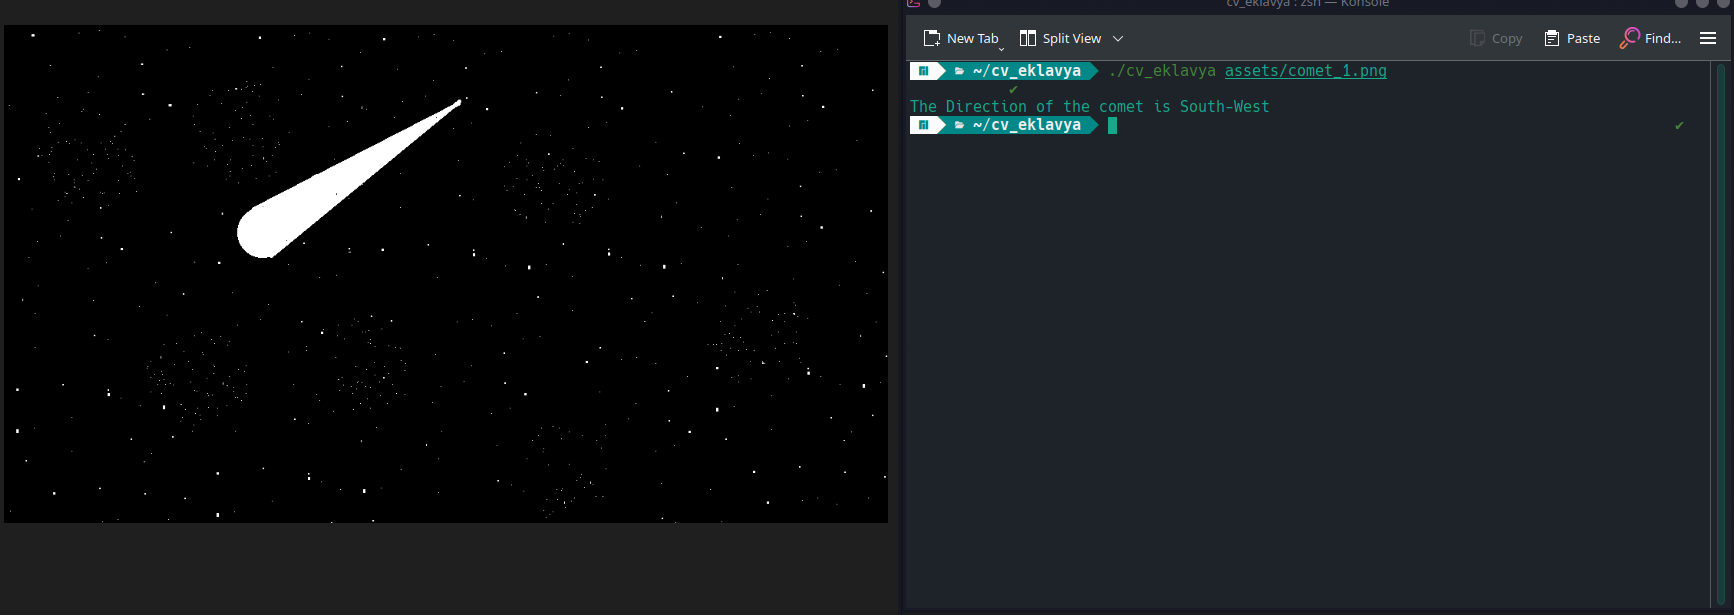 cv_eklavya : zsh — Konsole
New Tab Split View Copy Paste Find...
~/cv_eklavya ./cv_eklavya assets/comet_1.png
✔
The Direction of the comet is South-West
~/cv_eklavya ✔